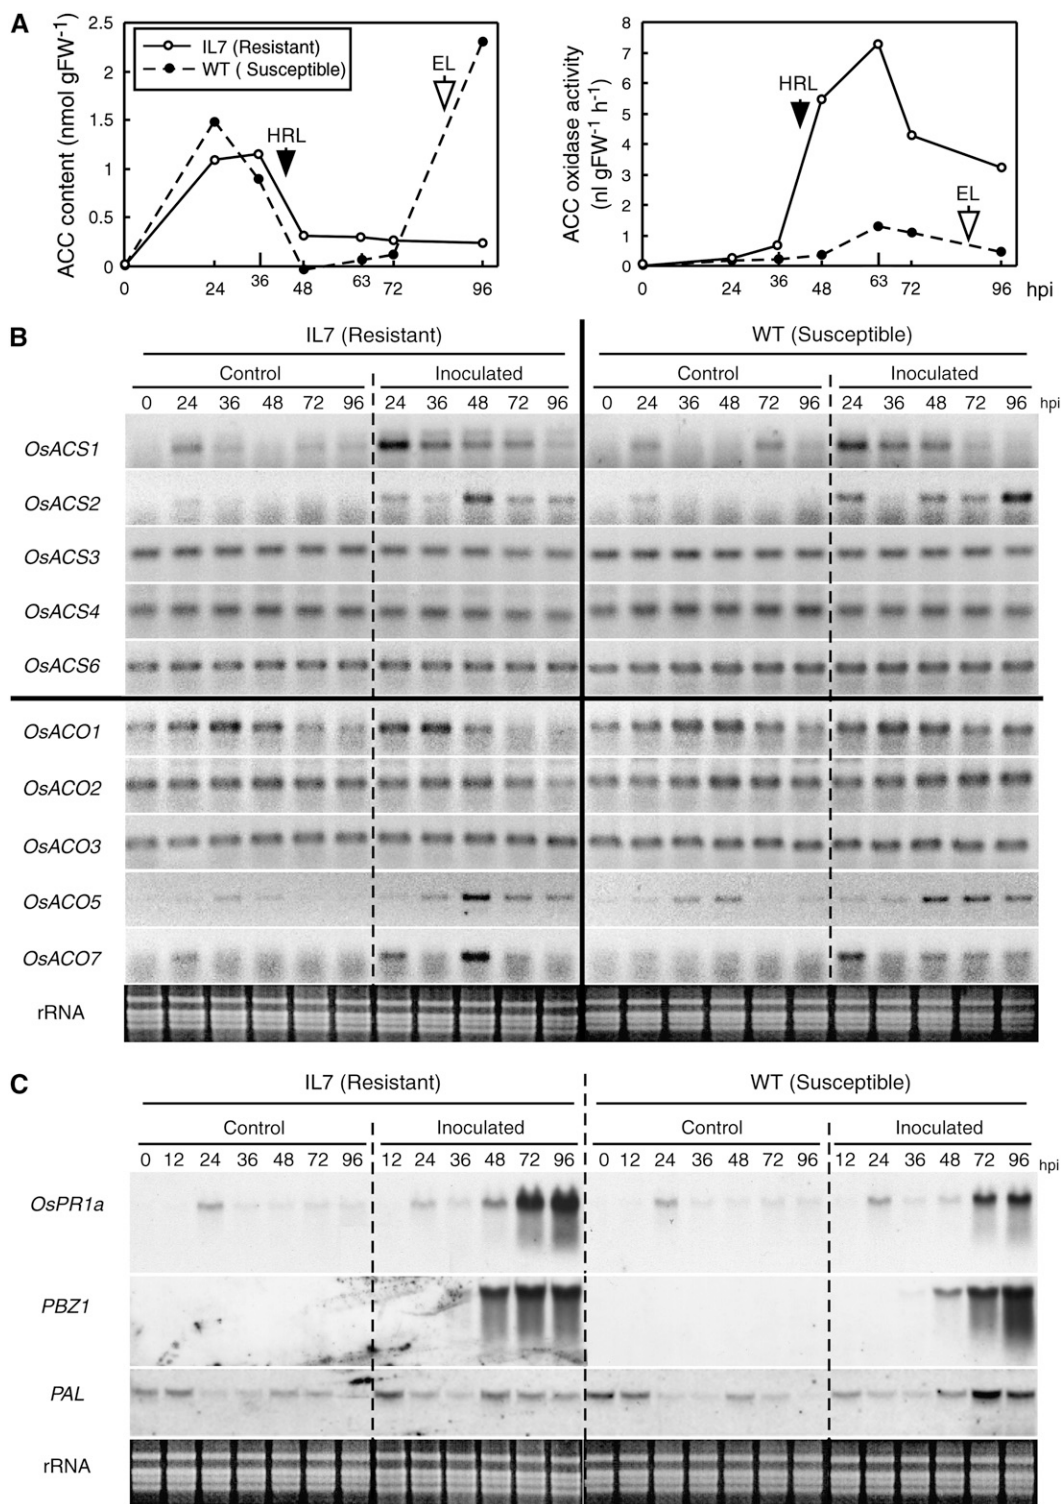 A
ACC content (nmol gFW⁻¹)
2.5
2
1.5
1
0.5
0
IL7 (Resistant)
WT ( Susceptible)
HRL
EL
0 24 36 48 63 72 96
ACC oxidase activity
(nl gFW⁻¹ h⁻¹)
8
7
6
5
4
3
2
1
0
HRL
EL
0 24 36 48 63 72 96 hpi
B
IL7 (Resistant) WT (Susceptible)
Control Inoculated Control Inoculated
0 24 36 48 72 96 24 36 48 72 96 0 24 36 48 72 96 24 36 48 72 96 hpi
OsACS1
OsACS2
OsACS3
OsACS4
OsACS6
OsACO1
OsACO2
OsACO3
OsACO5
OsACO7
rRNA
C
IL7 (Resistant) WT (Susceptible)
Control Inoculated Control Inoculated
0 12 24 36 48 72 96 12 24 36 48 72 96 0 12 24 36 48 72 96 12 24 36 48 72 96 hpi
OsPR1a
PBZ1
PAL
rRNA